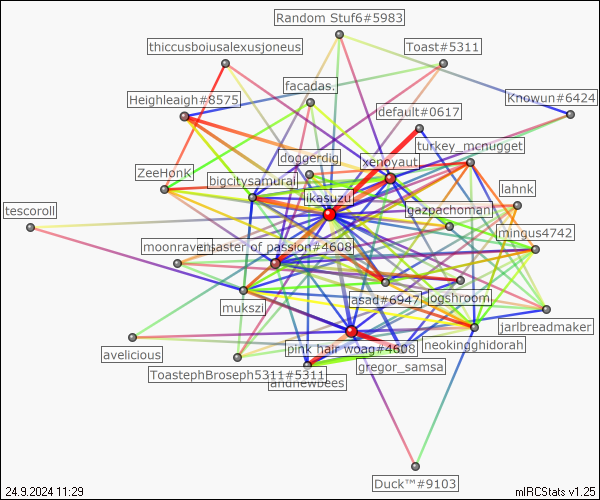 Random Stuf6#5983
thiccusboiusalexusjoneus
Toast#5311
facadas.
Heighleaigh#8575
default#0617
Knowun#6424
turkey_mcnugget
doggerdig
xenoyaut
ZeeHonK
bigcitysamurai
lahnk
ikasuzu
tescoroll
gazpachoman
mingus4742
moonraven
saster of passion#4608
mukszi
asad#6947
ogshroom
jarlbreadmaker
avelicious
pink hair woag#4608
neokingghidorah
ToastephBroseph5311#5311
gregor_samsa
andnewbees
Duck™#9103
24.9.2024 11:29
mIRCStats v1.25